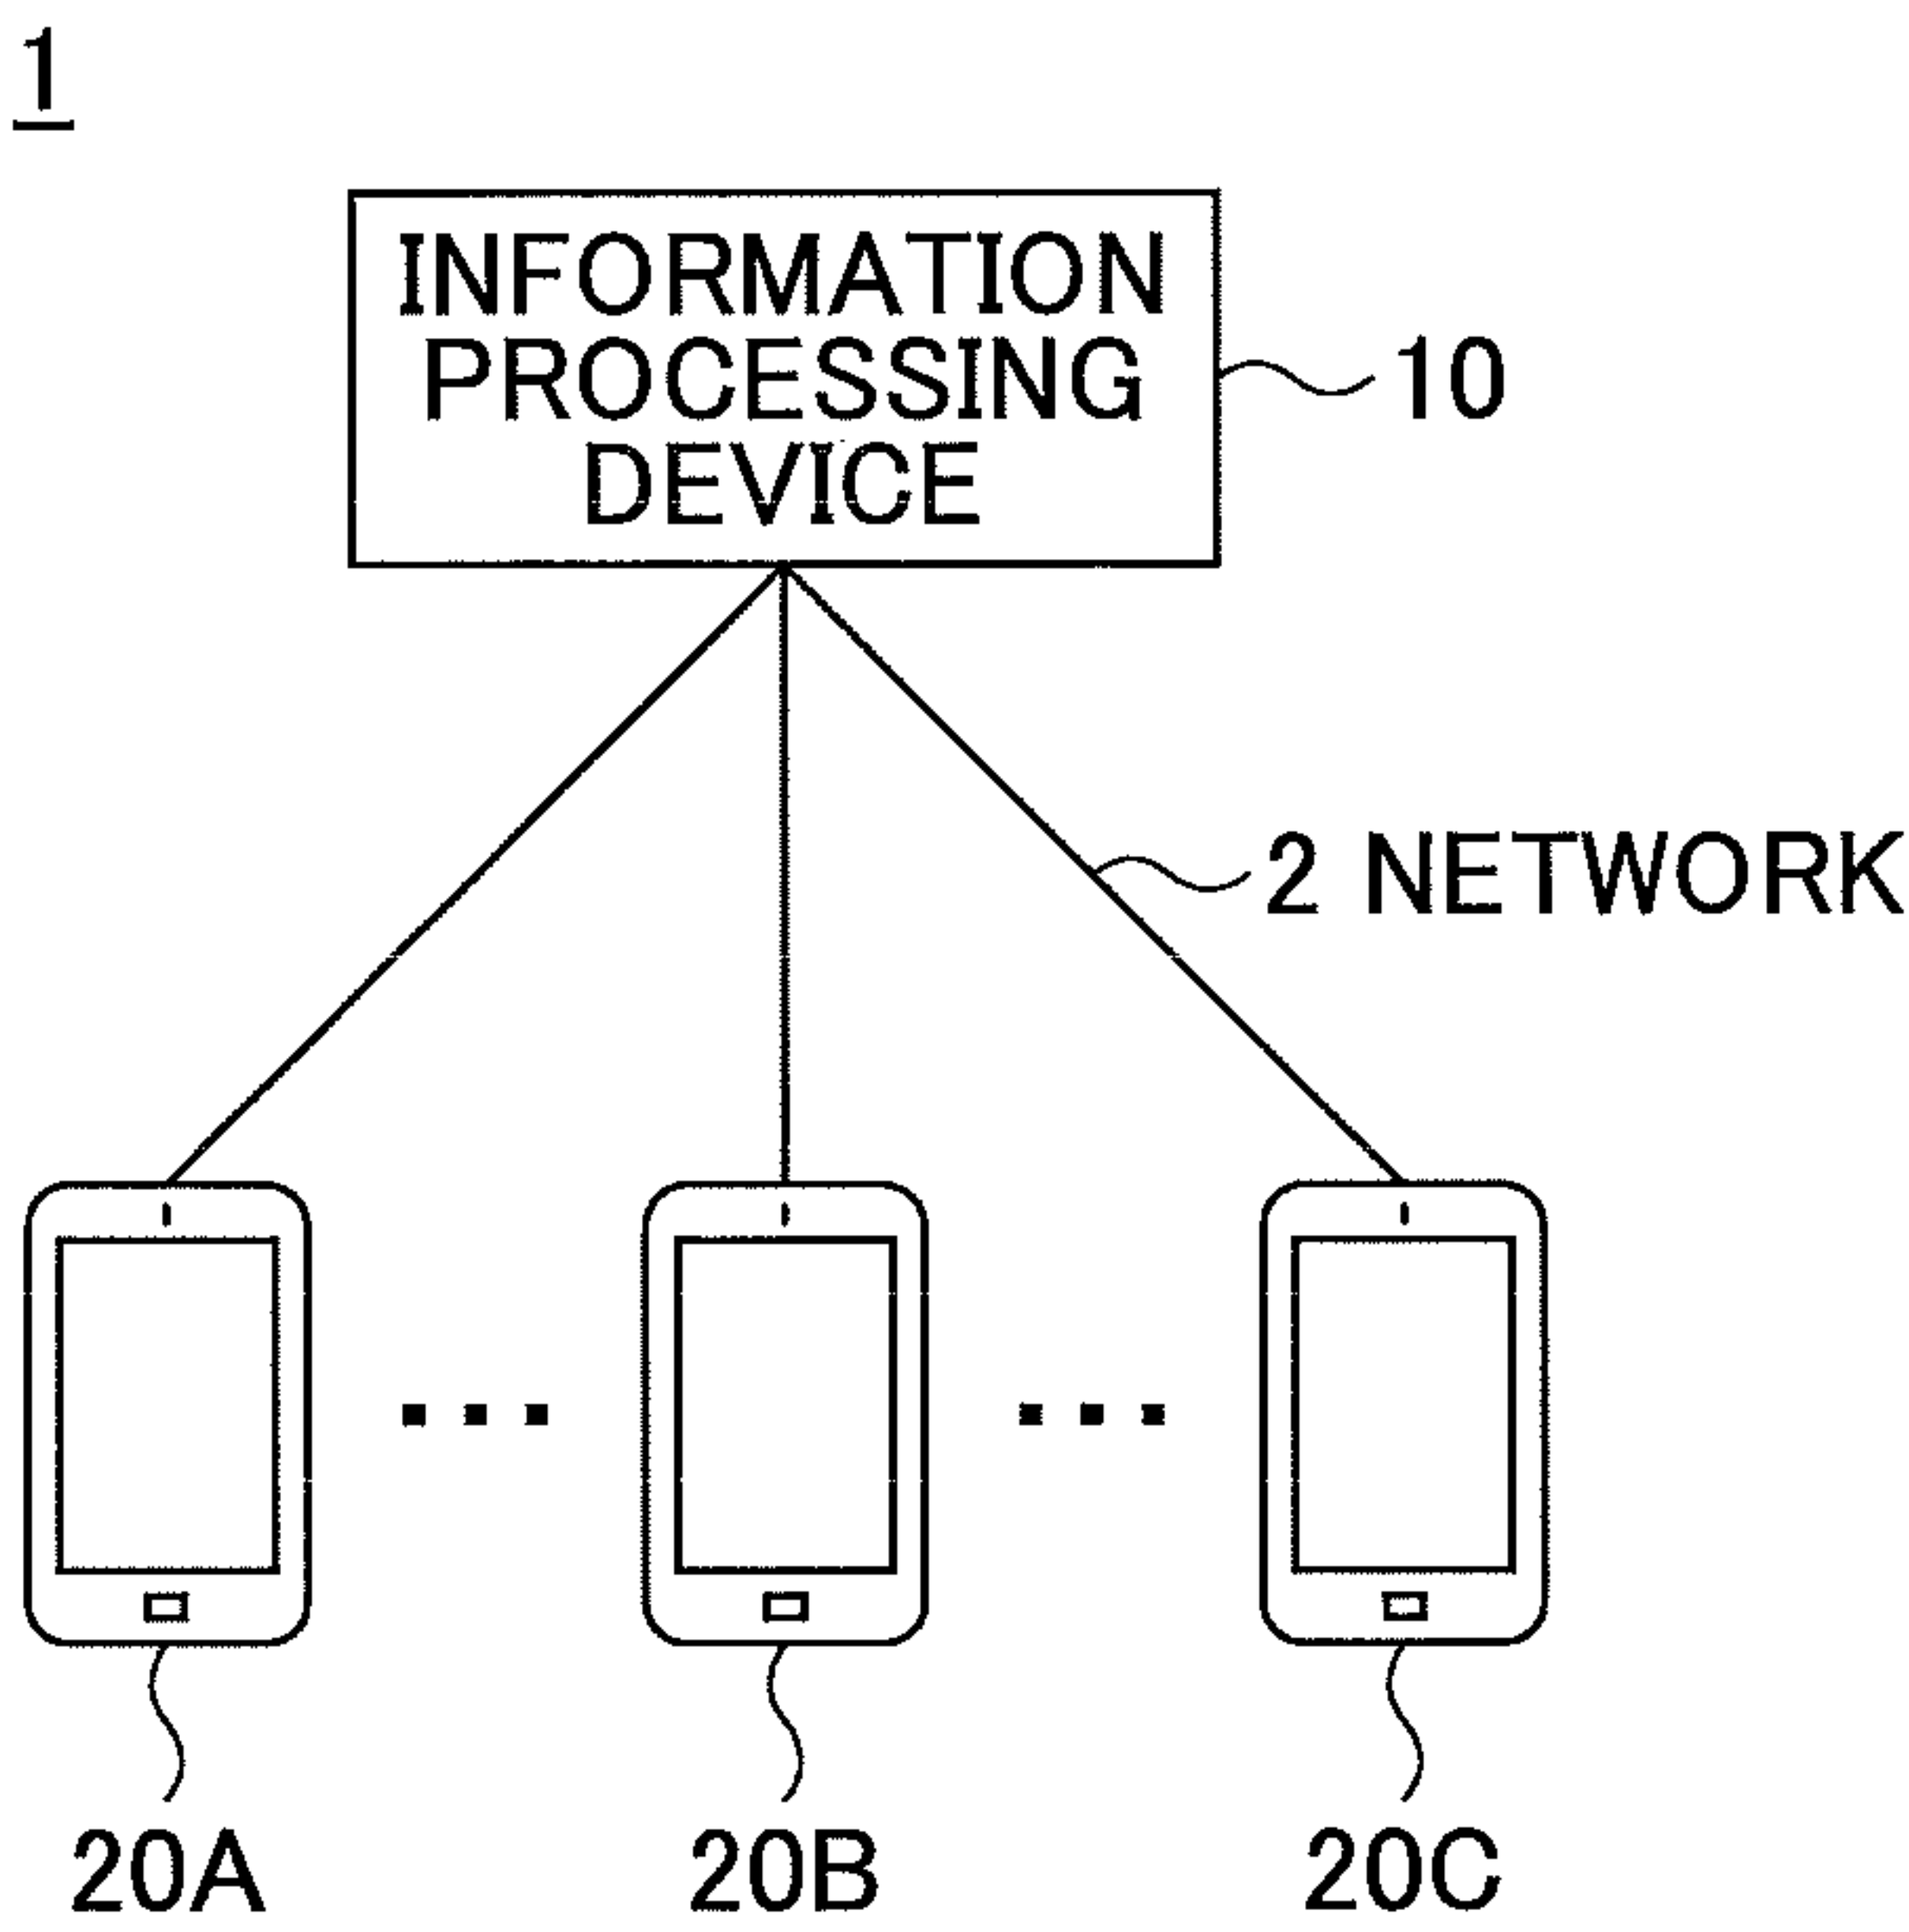 1
INFORMATION
PROCESSING
DEVICE
10
2 NETWORK
20A
20B
20C